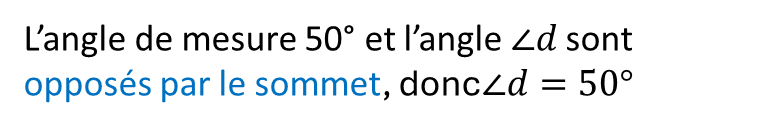 L’angle de mesure 50° et l’angle ∠d sont
opposés par le sommet, donc∠d = 50°